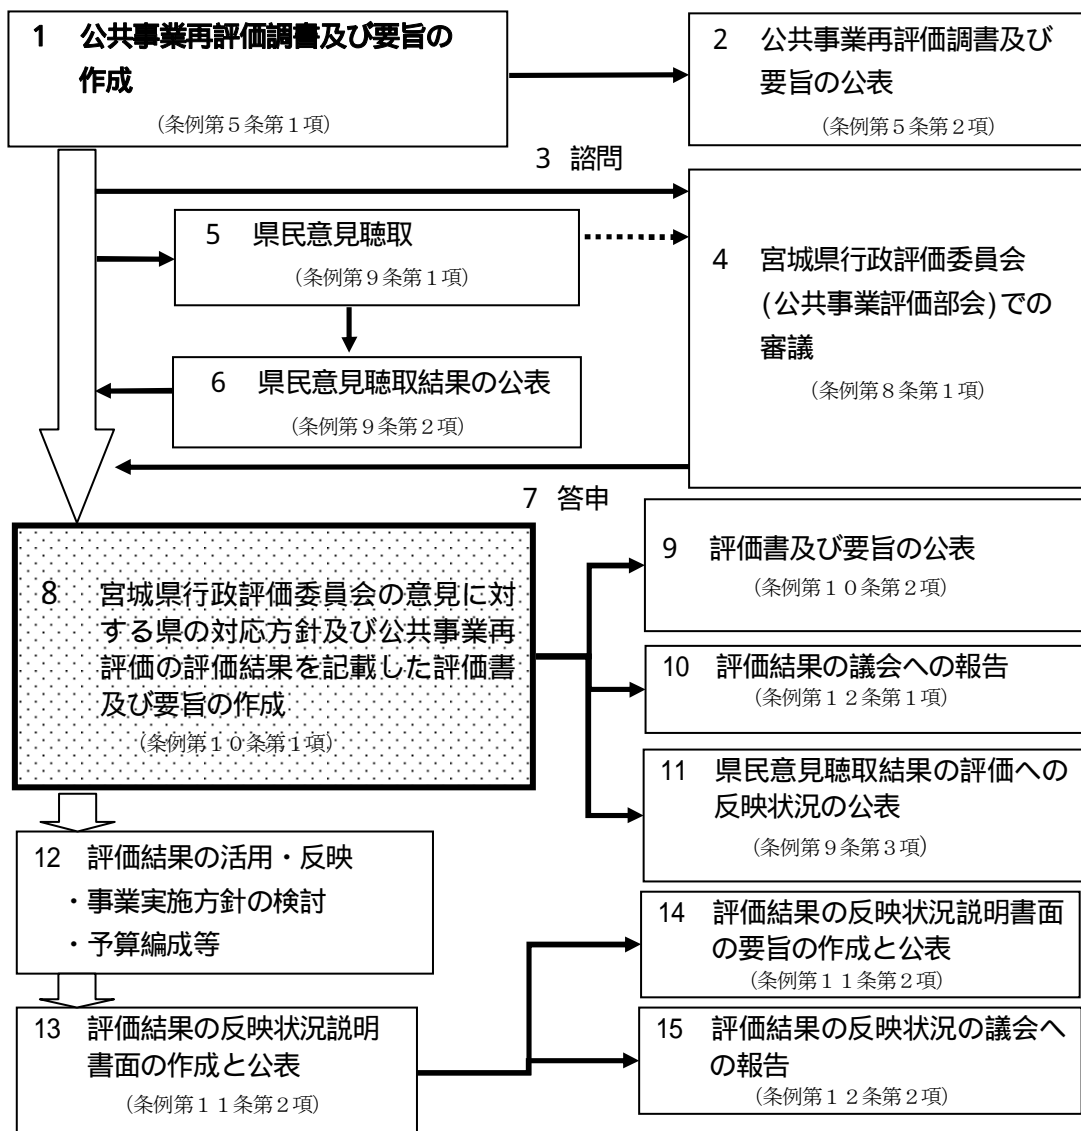 1 公共事業再評価調書及び要旨の
作成
(条例第5条第1項)
2 公共事業再評価調書及び
要旨の公表
(条例第5条第2項)
3 諮問
4 宮城県行政評価委員会
(公共事業評価部会)での
審議
(条例第8条第1項)
5 県民意見聴取
(条例第9条第1項)
6 県民意見聴取結果の公表
(条例第9条第2項)
7 答申
8 宮城県行政評価委員会の意見に対
する県の対応方針及び公共事業再
評価の評価結果を記載した評価書
及び要旨の作成
(条例第10条第1項)
9 評価書及び要旨の公表
(条例第10条第2項)
10 評価結果の議会への報告
(条例第12条第1項)
11 県民意見聴取結果の評価への
反映状況の公表
(条例第9条第3項)
12 評価結果の活用・反映
・事業実施方針の検討
・予算編成等
13 評価結果の反映状況説明
書面の作成と公表
(条例第11条第2項)
14 評価結果の反映状況説明書面
の要旨の作成と公表
(条例第11条第2項)
15 評価結果の反映状況の議会へ
の報告
(条例第12条第2項)